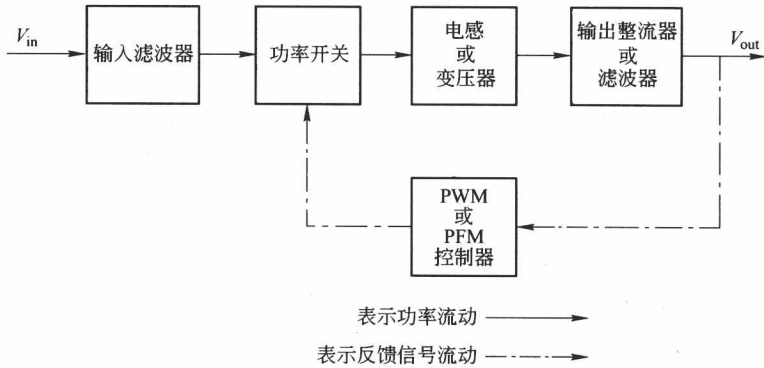 Vin
输入滤波器
功率开关
电感
或
变压器
输出整流器
或
滤波器
Vout
PWM
或
PFM
控制器
表示功率流动
表示反馈信号流动